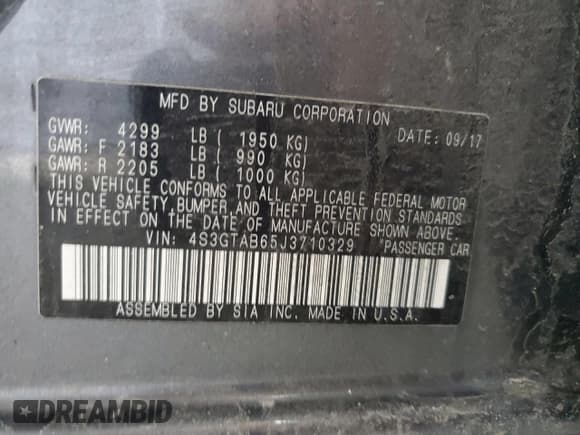 MFD BY SUBARU CORPORATION
GVWR: 4299 LB ( 1950 KG) DATE: 09/17
GAWR: F 2183 LB ( 990 KG)
GAWR: R 2205 LB ( 1000 KG)
THIS VEHICLE CONFORMS TO ALL APPLICABLE FEDERAL MOTOR
VEHICLE SAFETY, BUMPER, AND THEFT PREVENTION STANDARDS
IN EFFECT ON THE DATE OF MANUFACTURE SHOWN ABOVE.
VIN: 4S3GTAB65J3710329 PASSENGER CAR
ASSEMBLED BY SIA INC. MADE IN U.S.A.
DREAMBID